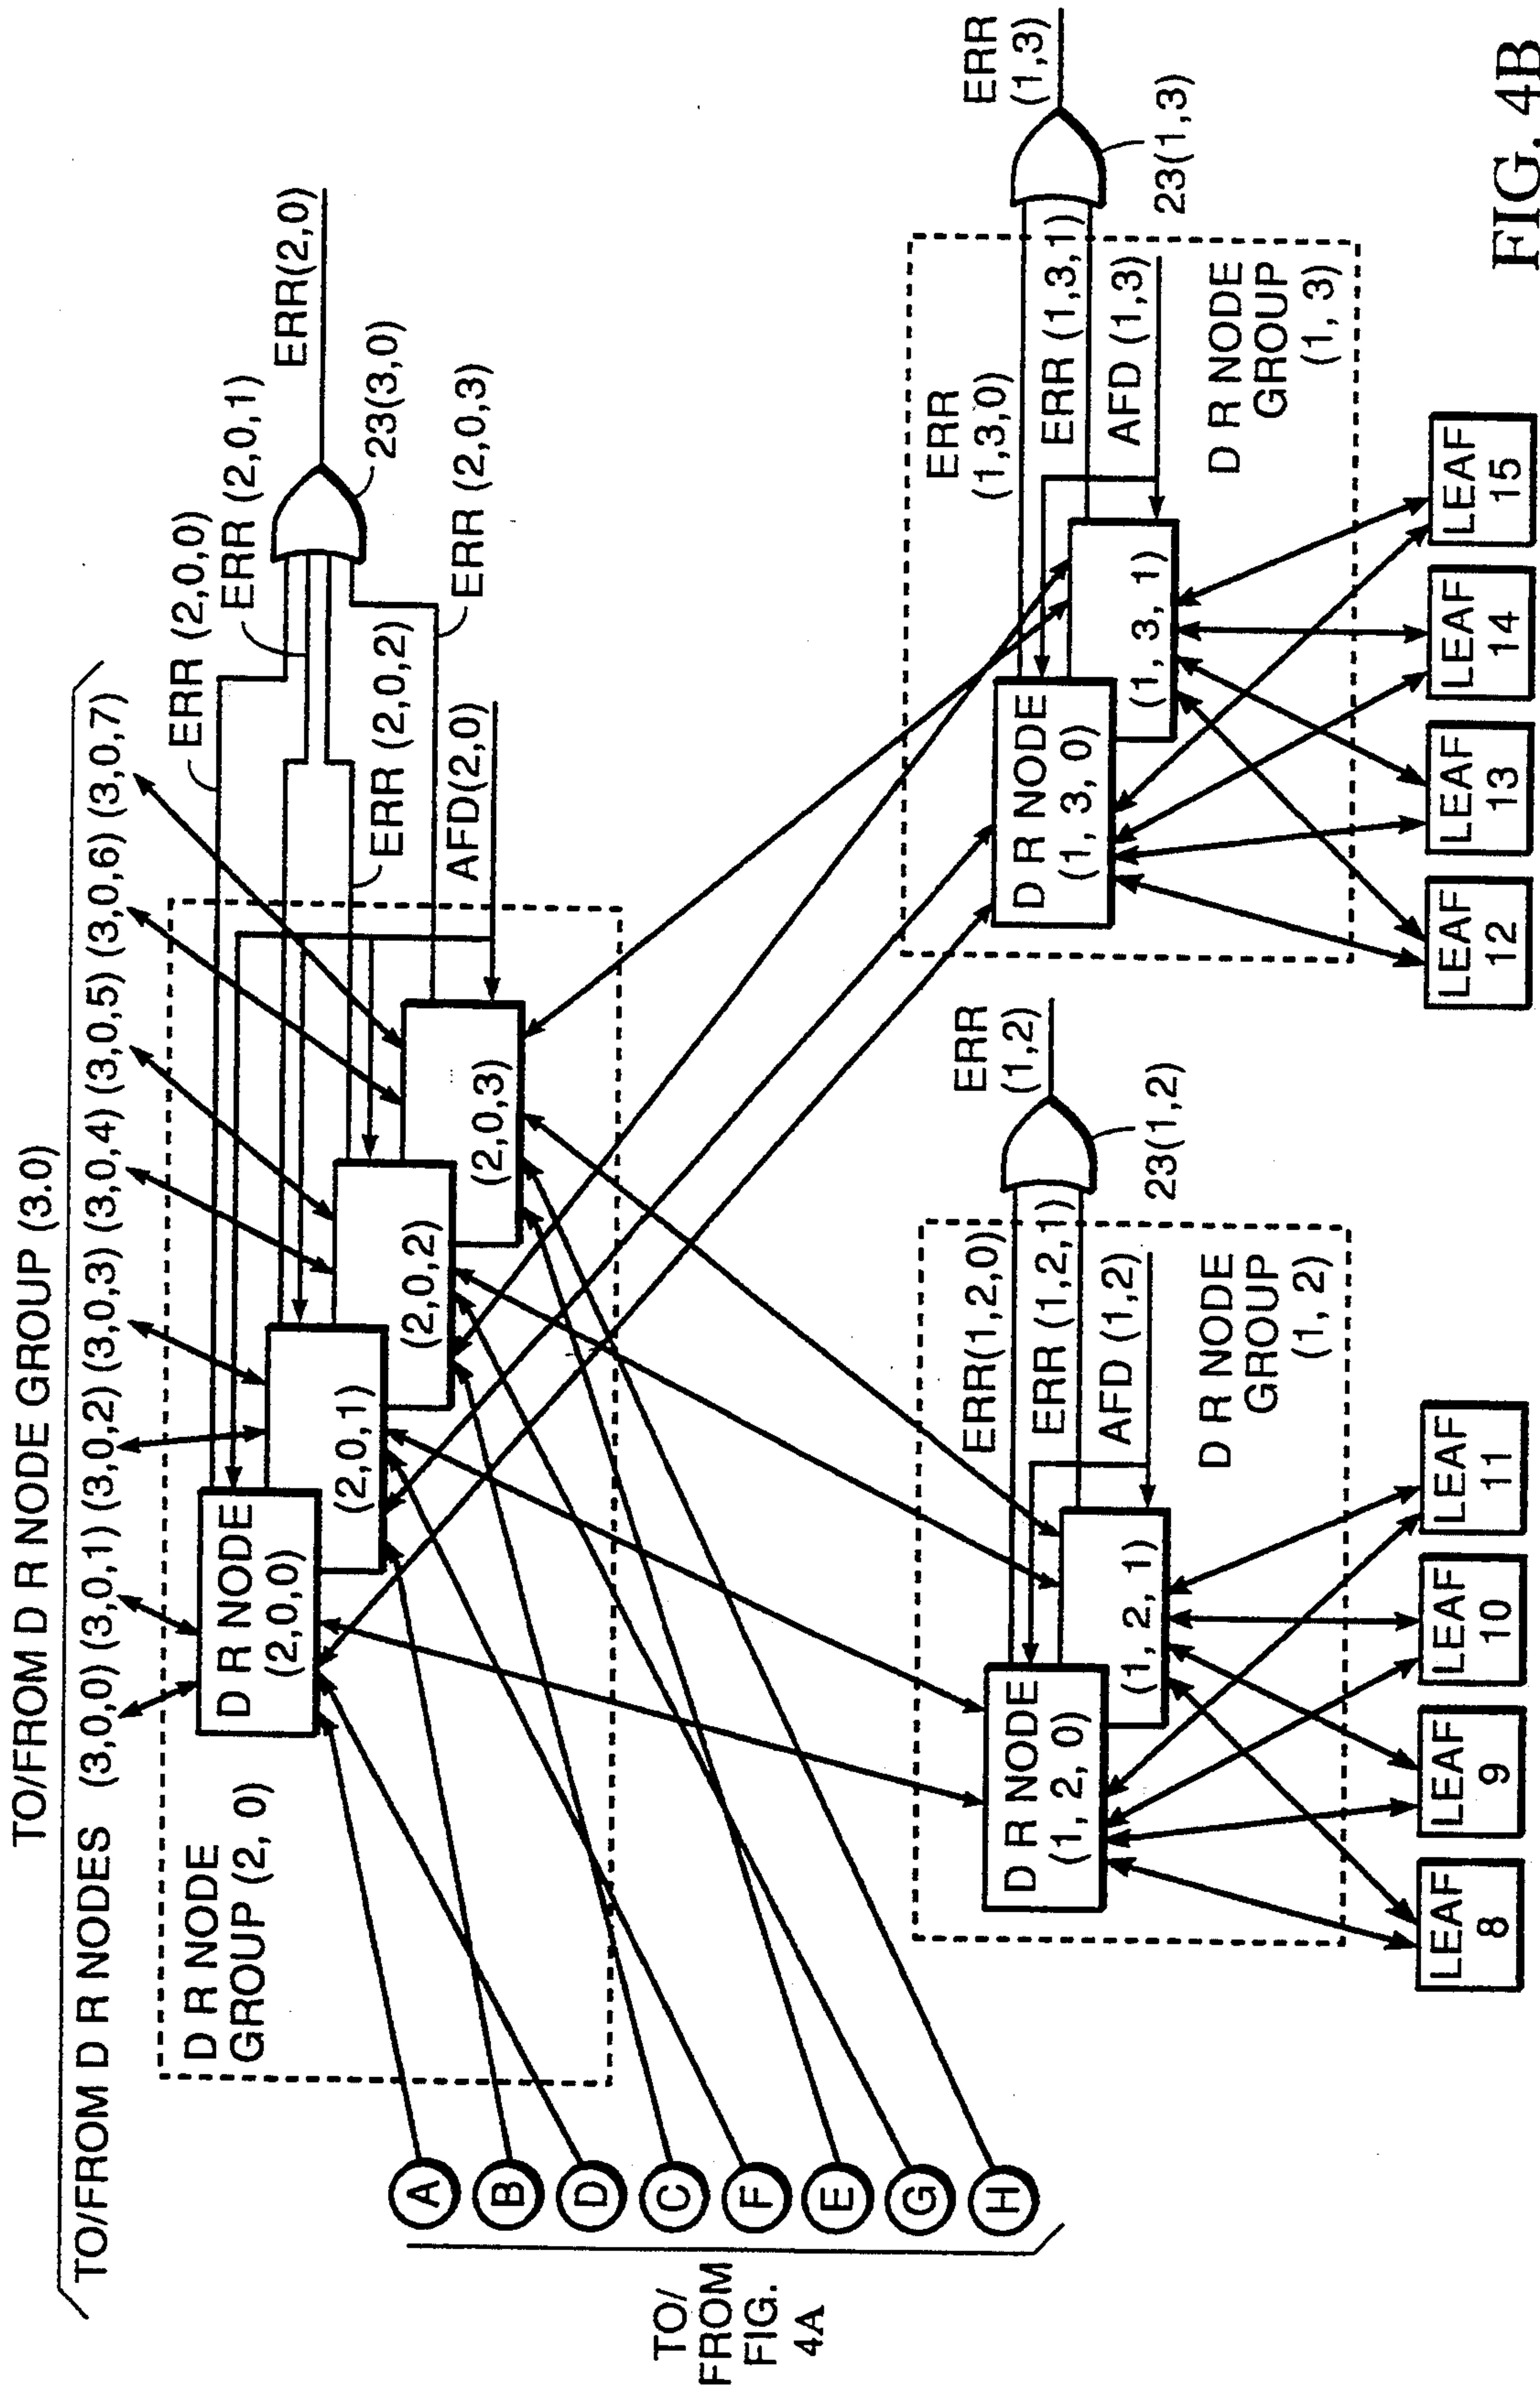 TO/FROM D R NODE GROUP (3.0)
TO/FROM D R NODES (3,0,0) (3,0,1) (3,0,2) (3,0,3) (3,0,4) (3,0,5) (3,0,6) (3,0,7)
D R NODE
GROUP (2, 0)
D R NODE
(2,0,0)
(2,0,1)
(2,0,2)
(2,0,3)
ERR (2,0,0)
ERR (2,0,1)
ERR (2,0,2)
ERR (2,0,3)
AFD(2,0)
ERR(2,0)
23(3,0)
A
B
D
C
F
E
G
H
TO/
FROM
FIG.
4A
D R NODE
(1, 2, 0)
(1, 2, 1)
ERR(1,2,0)
ERR (1,2,1)
AFD (1,2)
D R NODE
GROUP
(1, 2)
ERR
(1,2)
23(1,2)
D R NODE
(1, 3, 0)
(1, 3, 1)
ERR
(1,3,0)
ERR (1,3,1)
AFD (1,3)
D R NODE
GROUP
(1, 3)
ERR
(1,3)
23(1,3)
LEAF
8
LEAF
9
LEAF
10
LEAF
11
LEAF
12
LEAF
13
LEAF
14
LEAF
15
FIG. 4B